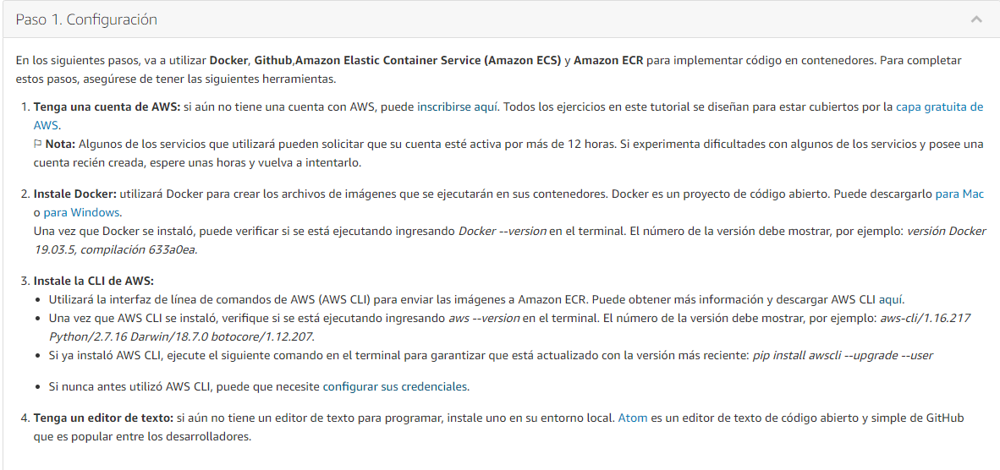 Paso 1. Configuración
En los siguientes pasos, va a utilizar Docker, Github,Amazon Elastic Container Service (Amazon ECS) y Amazon ECR para implementar código en contenedores. Para completar
estos pasos, asegúrese de tener las siguientes herramientas.
1. Tenga una cuenta de AWS: si aún no tiene una cuenta con AWS, puede inscribirse aquí. Todos los ejercicios en este tutorial se diseñan para estar cubiertos por la capa gratuita de
AWS.
⚐ Nota: Algunos de los servicios que utilizará pueden solicitar que su cuenta esté activa por más de 12 horas. Si experimenta dificultades con algunos de los servicios y posee una
cuenta recién creada, espere unas horas y vuelva a intentarlo.
2. Instale Docker: utilizará Docker para crear los archivos de imágenes que se ejecutarán en sus contenedores. Docker es un proyecto de código abierto. Puede descargarlo para Mac
o para Windows.
Una vez que Docker se instaló, puede verificar si se está ejecutando ingresando Docker --version en el terminal. El número de la versión debe mostrar, por ejemplo: versión Docker
19.03.5, compilación 633a0ea.
3. Instale la CLI de AWS:
• Utilizará la interfaz de línea de comandos de AWS (AWS CLI) para enviar las imágenes a Amazon ECR. Puede obtener más información y descargar AWS CLI aquí.
• Una vez que AWS CLI se instaló, verifique si se está ejecutando ingresando aws --version en el terminal. El número de la versión debe mostrar, por ejemplo: aws-cli/1.16.217
Python/2.7.16 Darwin/18.7.0 botocore/1.12.207.
• Si ya instaló AWS CLI, ejecute el siguiente comando en el terminal para garantizar que está actualizado con la versión más reciente: pip install awscli --upgrade --user
• Si nunca antes utilizó AWS CLI, puede que necesite configurar sus credenciales.
4. Tenga un editor de texto: si aún no tiene un editor de texto para programar, instale uno en su entorno local. Atom es un editor de texto de código abierto y simple de GitHub
que es popular entre los desarrolladores.